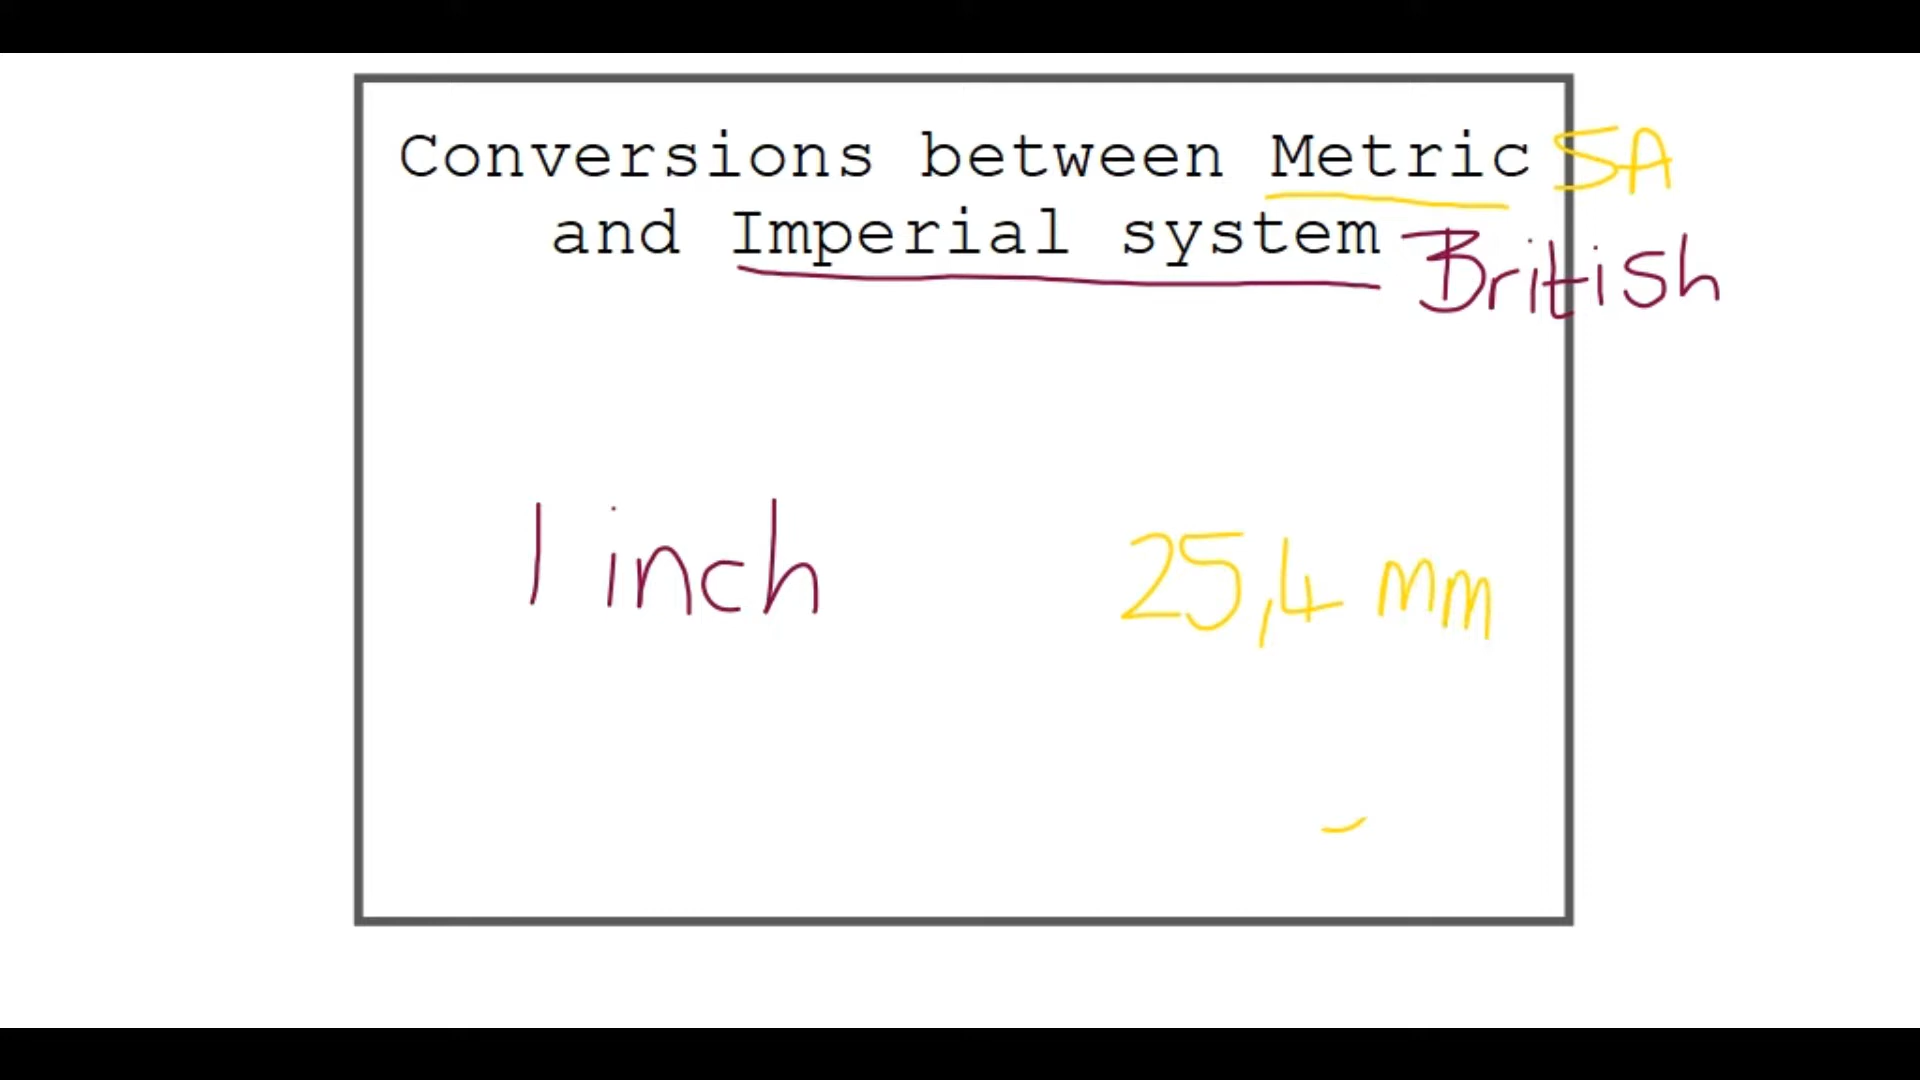 Conversions between Metric SA
and Imperial system British
1 inch 25,4 mm